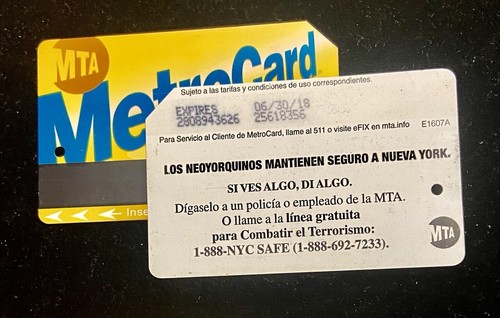 MTA
MetroCard
Sujeto a las tarifas y condiciones de uso correspondientes.
EXPIRES 06/30/18
2808943626 25618356
Para Servicio al Cliente de MetroCard, llame al 511 o visite eFIX en mta.info E1607A
LOS NEOYORQUINOS MANTIENEN SEGURO A NUEVA YORK.
SI VES ALGO, DI ALGO.
Dígaselo a un policía o empleado de la MTA.
O llame a la línea gratuita
para Combatir el Terrorismo:
1-888-NYC SAFE (1-888-692-7233).
MTA
Inse